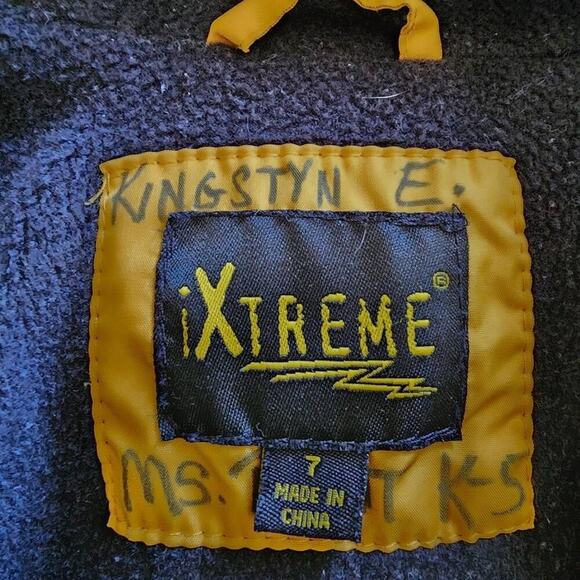 KINGSTYN E.
iXTREME®
7
MADE IN
CHINA
MS. K-5